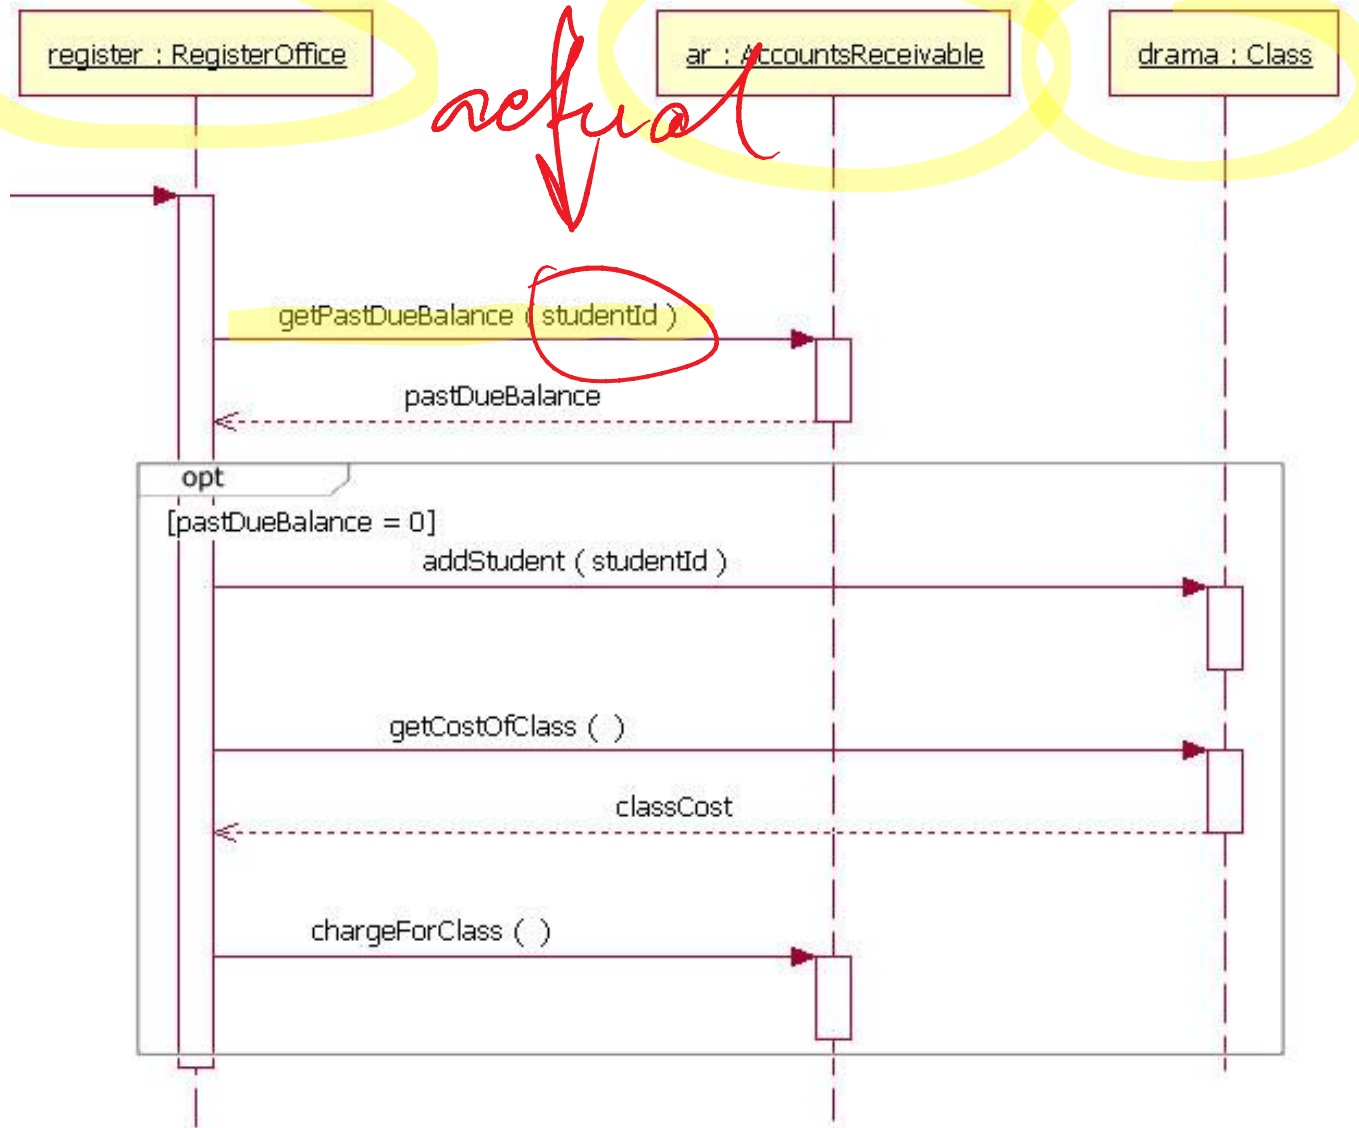 register : RegisterOffice
ar : AccountsReceivable
drama : Class
actual
getPastDueBalance ( studentId )
pastDueBalance
opt
[pastDueBalance = 0]
addStudent ( studentId )
getCostOfClass ( )
classCost
chargeForClass ( )